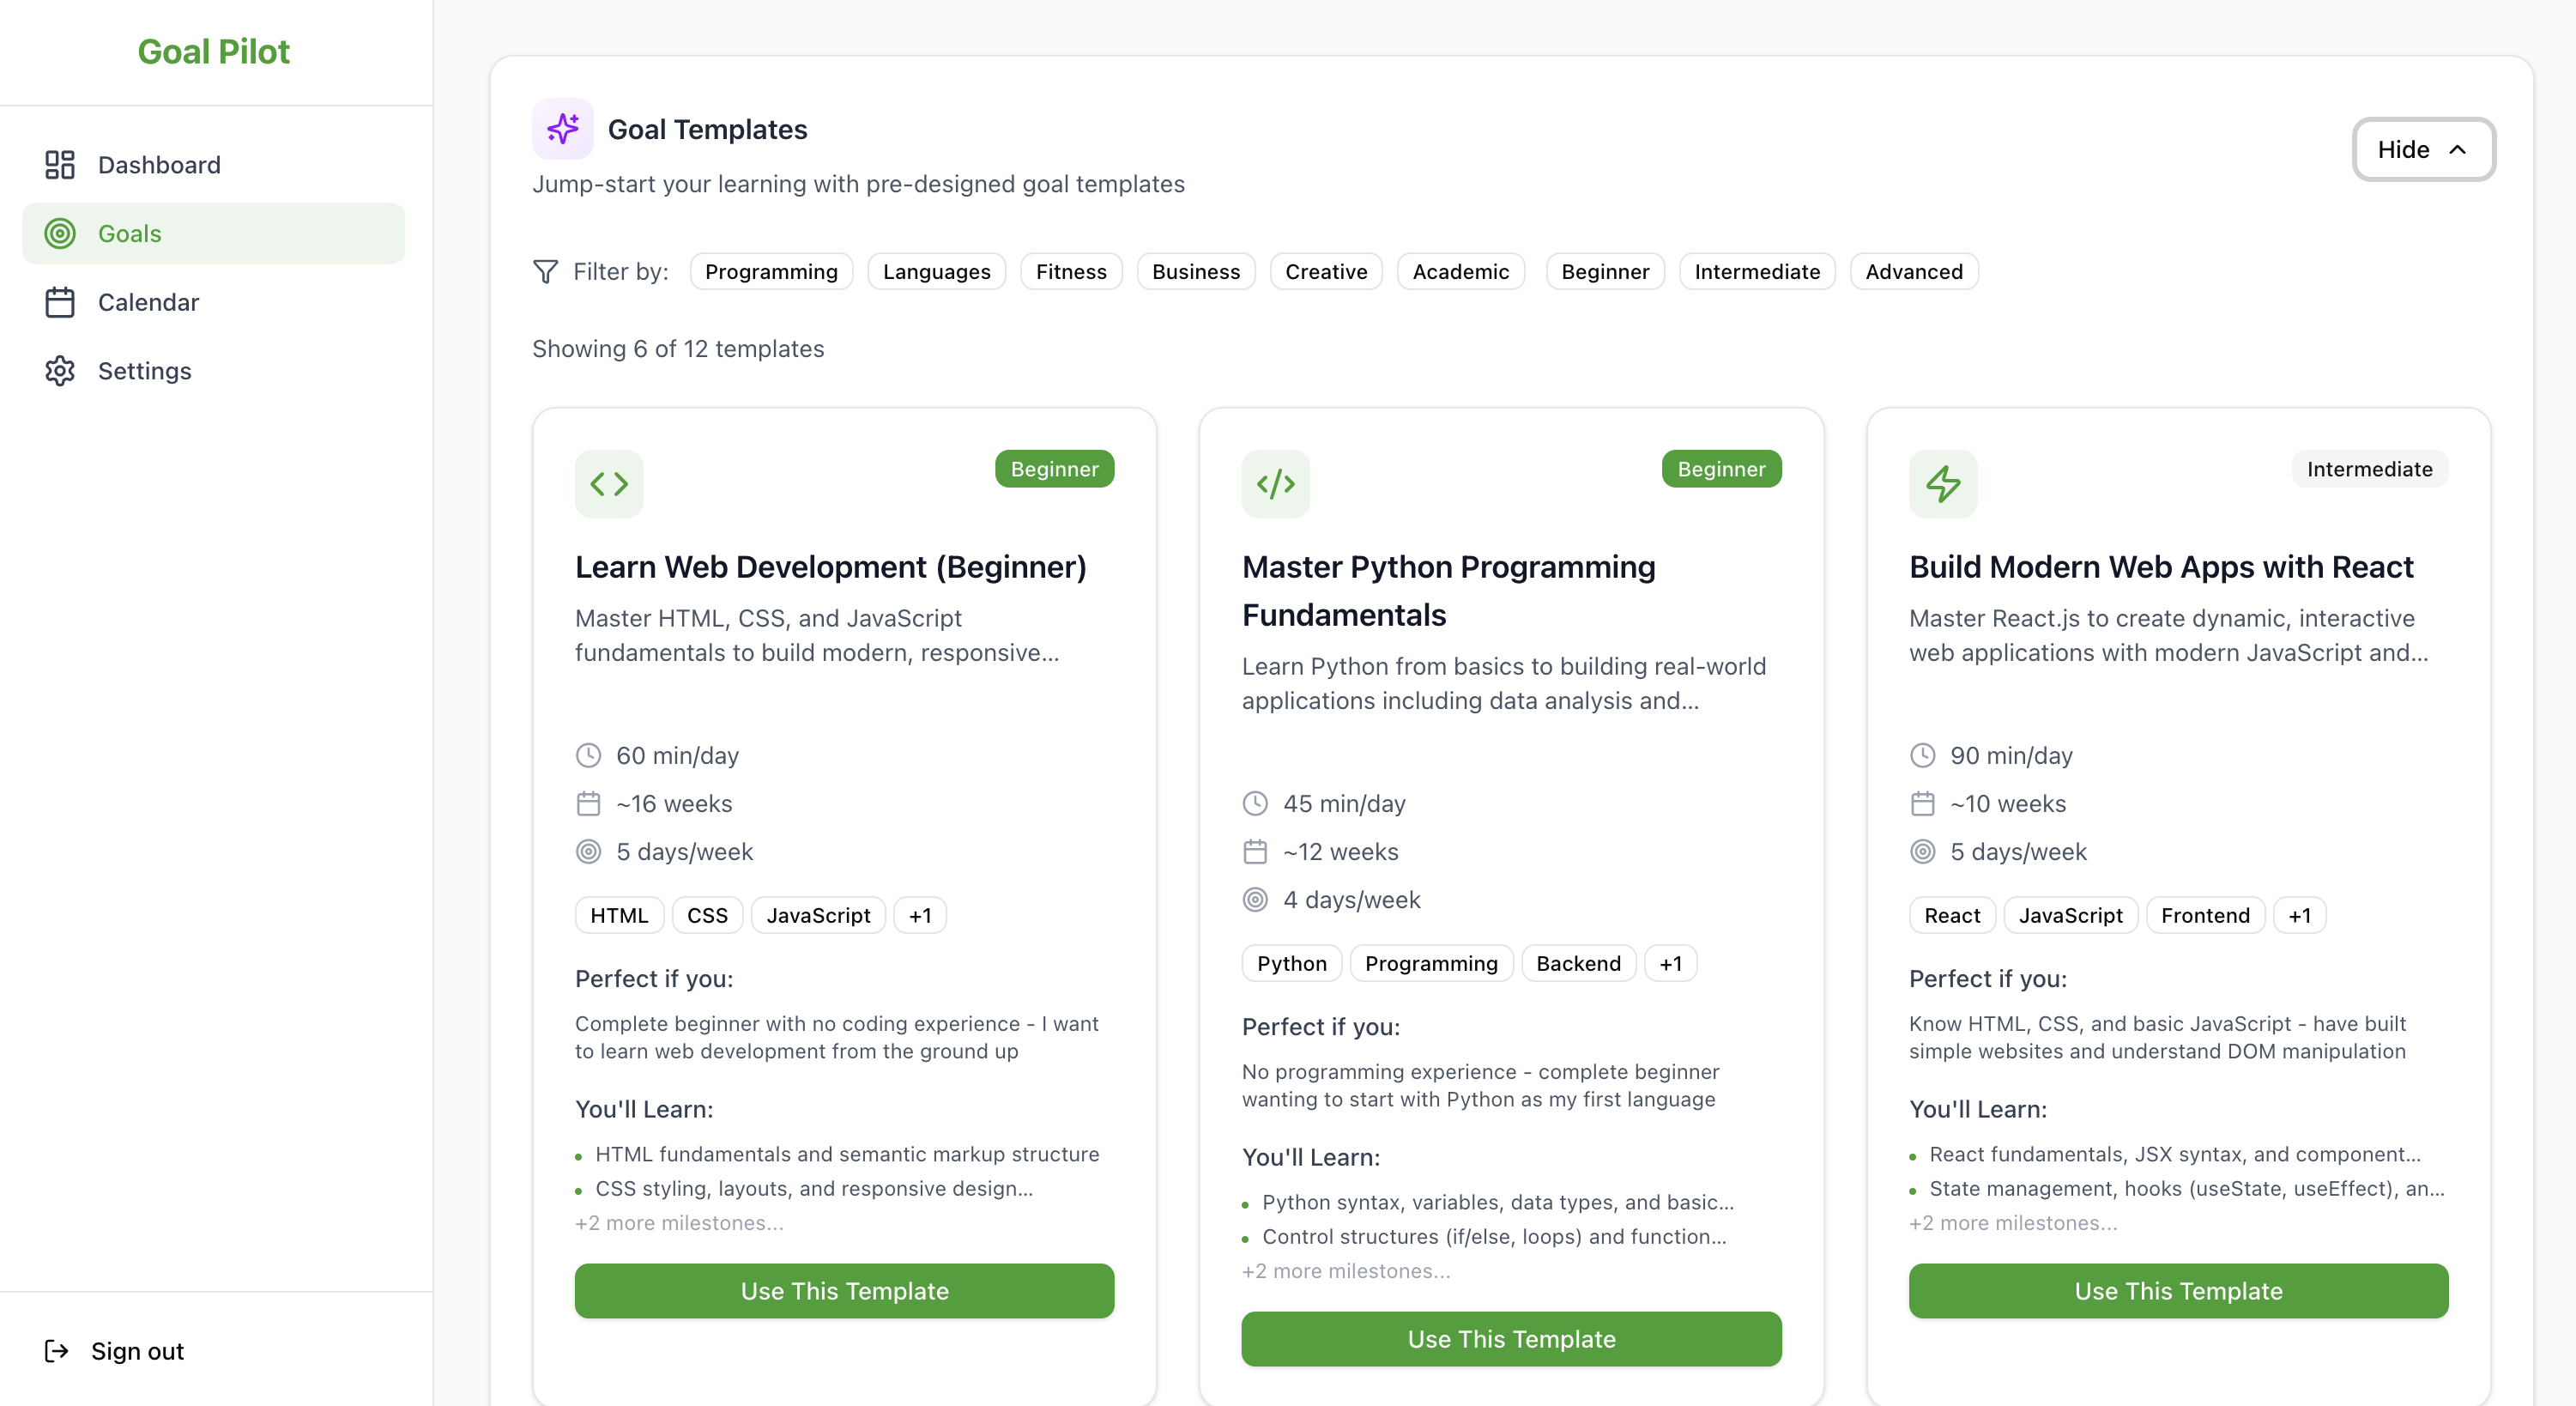 Goal Pilot
Dashboard
Goals
Calendar
Settings
Sign out
Goal Templates
Jump-start your learning with pre-designed goal templates
Hide
Filter by: Programming Languages Fitness Business Creative Academic Beginner Intermediate Advanced
Showing 6 of 12 templates
Beginner
Learn Web Development (Beginner)
Master HTML, CSS, and JavaScript
fundamentals to build modern, responsive...
60 min/day
~16 weeks
5 days/week
HTML CSS JavaScript +1
Perfect if you:
Complete beginner with no coding experience - I want
to learn web development from the ground up
You'll Learn:
• HTML fundamentals and semantic markup structure
• CSS styling, layouts, and responsive design...
+2 more milestones...
Use This Template
Beginner
Master Python Programming
Fundamentals
Learn Python from basics to building real-world
applications including data analysis and...
45 min/day
~12 weeks
4 days/week
Python Programming Backend +1
Perfect if you:
No programming experience - complete beginner
wanting to start with Python as my first language
You'll Learn:
• Python syntax, variables, data types, and basic...
• Control structures (if/else, loops) and function...
+2 more milestones...
Use This Template
Intermediate
Build Modern Web Apps with React
Master React.js to create dynamic, interactive
web applications with modern JavaScript and...
90 min/day
~10 weeks
5 days/week
React JavaScript Frontend +1
Perfect if you:
Know HTML, CSS, and basic JavaScript - have built
simple websites and understand DOM manipulation
You'll Learn:
• React fundamentals, JSX syntax, and component...
• State management, hooks (useState, useEffect), an...
+2 more milestones...
Use This Template